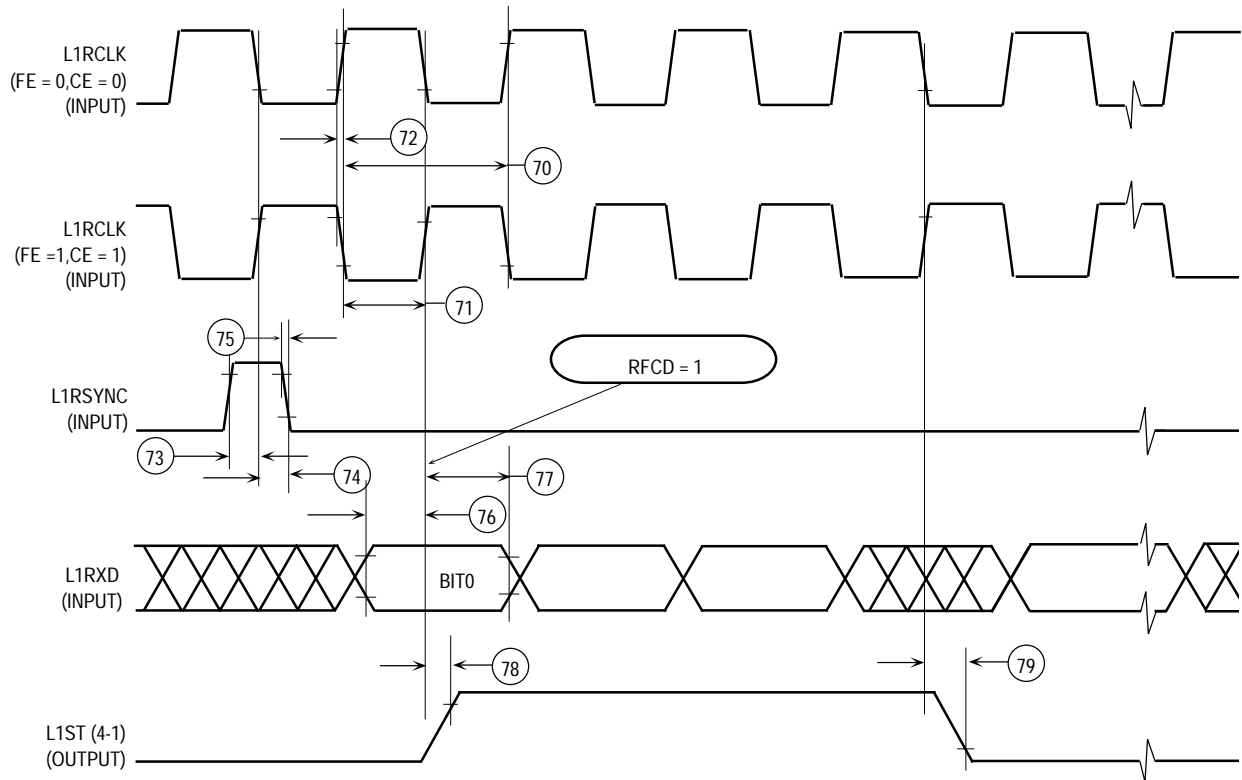 L1RCLK
(FE = 0,CE = 0)
(INPUT)
72
70
L1RCLK
(FE =1,CE = 1)
(INPUT)
71
75
RFCD = 1
L1RSYNC
(INPUT)
73
74
77
76
L1RXD
(INPUT)
BIT0
78
79
L1ST (4-1)
(OUTPUT)